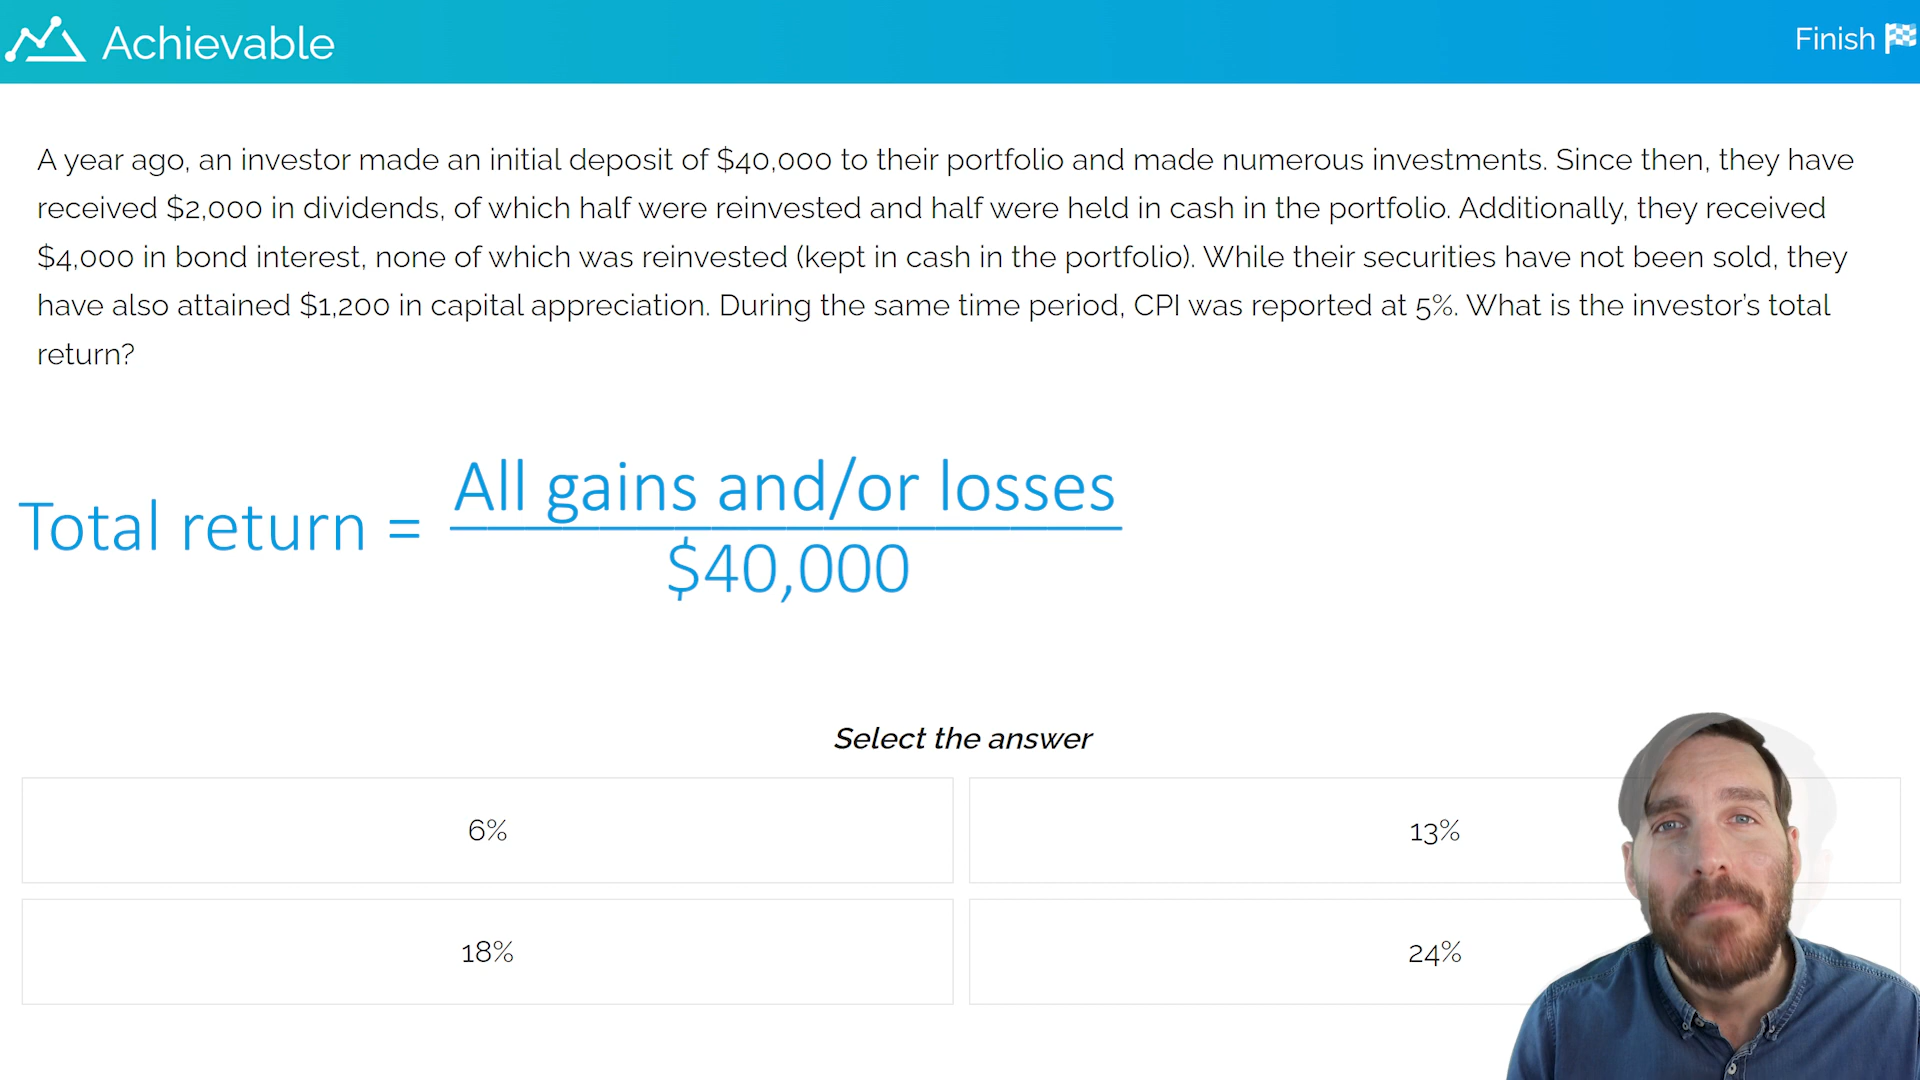 Achievable
Finish
A year ago, an investor made an initial deposit of $40,000 to their portfolio and made numerous investments. Since then, they have
received $2,000 in dividends, of which half were reinvested and half were held in cash in the portfolio. Additionally, they received
$4,000 in bond interest, none of which was reinvested (kept in cash in the portfolio). While their securities have not been sold, they
have also attained $1,200 in capital appreciation. During the same time period, CPI was reported at 5%. What is the investor's total
return?
All gains and/or losses
Total return =
$40,000
Select the answer
6%
13%
18%
24%